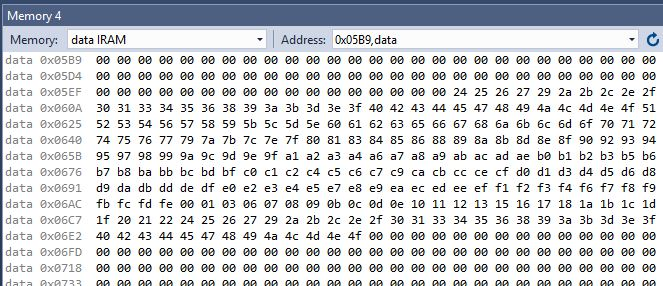 Memory 4
Memory: data IRAM Address: 0x05B9,data
data 0x05B9 00 00 00 00 00 00 00 00 00 00 00 00 00 00 00 00 00 00 00 00 00 00 00 00 00 00 00
data 0x05D4 00 00 00 00 00 00 00 00 00 00 00 00 00 00 00 00 00 00 00 00 00 00 00 00 00 00 00
data 0x05EF 00 00 00 00 00 00 00 00 00 00 00 00 00 00 00 00 00 24 25 26 27 29 2a 2b 2c 2e 2f
data 0x060A 30 31 33 34 35 36 38 39 3a 3b 3d 3e 3f 40 42 43 44 45 47 48 49 4a 4c 4d 4e 4f 51
data 0x0625 52 53 54 56 57 58 59 5b 5c 5d 5e 60 61 62 63 65 66 67 68 6a 6b 6c 6d 6f 70 71 72
data 0x0640 74 75 76 77 79 7a 7b 7c 7e 7f 80 81 83 84 85 86 88 89 8a 8b 8d 8e 8f 90 92 93 94
data 0x065B 95 97 98 99 9a 9c 9d 9e 9f a1 a2 a3 a4 a6 a7 a8 a9 ab ac ad ae b0 b1 b2 b3 b5 b6
data 0x0676 b7 b8 ba bb bc bd bf c0 c1 c2 c4 c5 c6 c7 c9 ca cb cc ce cf d0 d1 d3 d4 d5 d6 d8
data 0x0691 d9 da db dd de df e0 e2 e3 e4 e5 e7 e8 e9 ea ec ed ee ef f1 f2 f3 f4 f6 f7 f8 f9
data 0x06AC fb fc fd fe 00 01 03 06 07 08 09 0b 0c 0d 0e 10 11 12 13 15 16 17 18 1a 1b 1c 1d
data 0x06C7 1f 20 21 22 24 25 26 27 29 2a 2b 2c 2e 2f 30 31 33 34 35 36 38 39 3a 3b 3d 3e 3f
data 0x06E2 40 42 43 44 45 47 48 49 4a 4c 4d 4e 4f 00 00 00 00 00 00 00 00 00 00 00 00 00 00
data 0x06FD 00 00 00 00 00 00 00 00 00 00 00 00 00 00 00 00 00 00 00 00 00 00 00 00 00 00 00
data 0x0718 00 00 00 00 00 00 00 00 00 00 00 00 00 00 00 00 00 00 00 00 00 00 00 00 00 00 00
data 0x0733 00 00 00 00 00 00 00 00 00 00 00 00 00 00 00 00 00 00 00 00 00 00 00 00 00 00 00